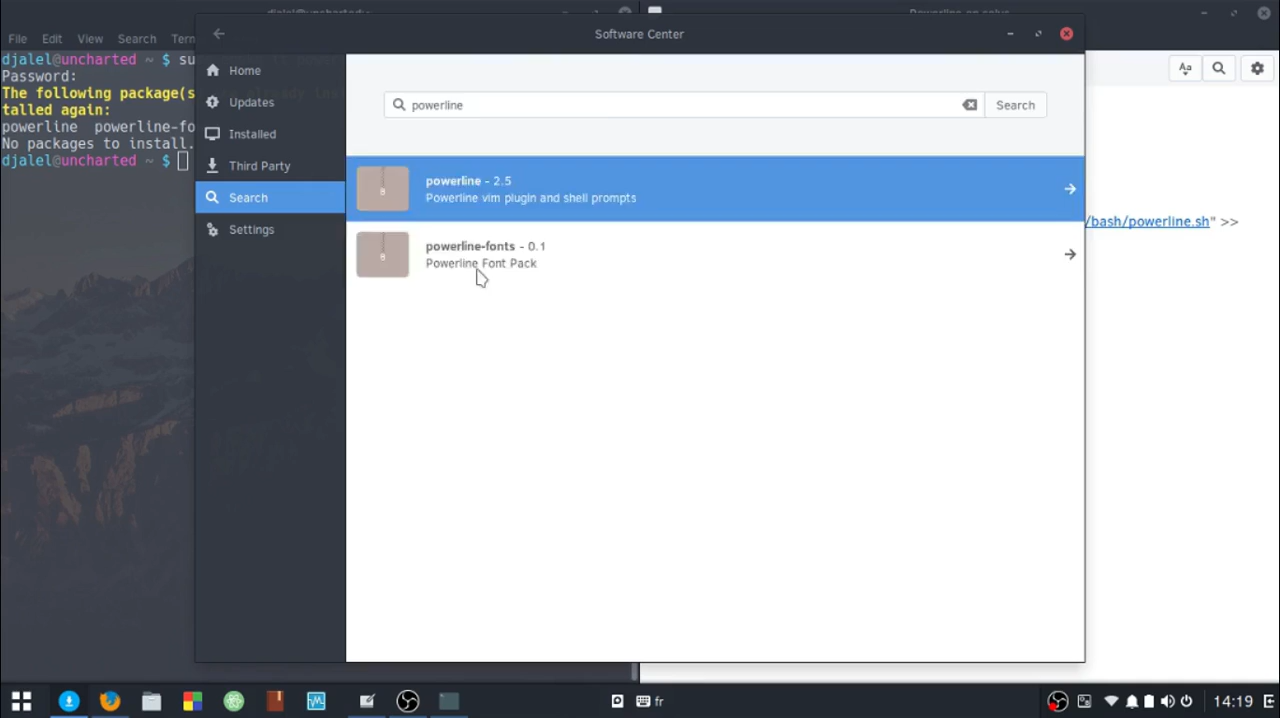 Software Center
File Edit View Search Term
djalel@uncharted ~ $ su
Password:
The following package(s
talled again:
powerline powerline-fo
No packages to install.
djalel@uncharted ~ $
Home
Updates
Installed
Third Party
Search
Settings
powerline
Search
powerline - 2.5
Powerline vim plugin and shell prompts
powerline-fonts - 0.1
Powerline Font Pack
/bash/powerline.sh" >>
fr
14:19